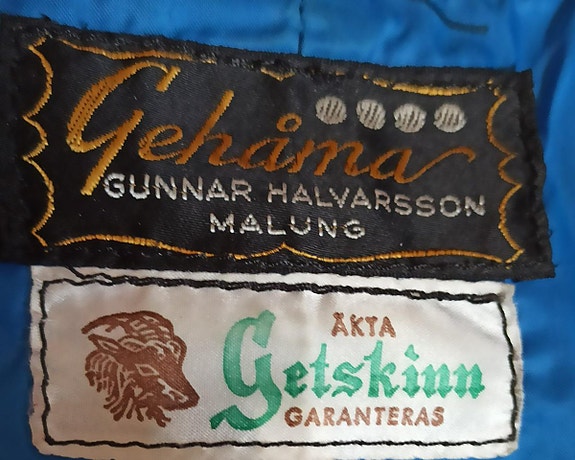 Gehåma
GUNNAR HALVARSSON
MALUNG
ÄKTA
Getskinn
GARANTERAS